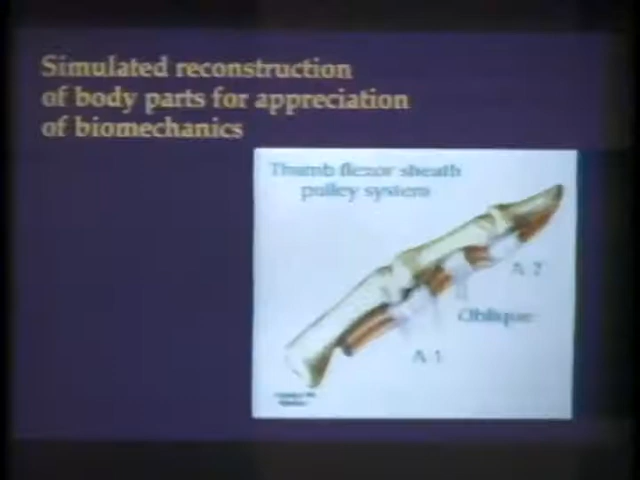 Simulated reconstruction
of body parts for appreciation
of biomechanics
Thumb flexor sheath
pulley system
A 2
Oblique
A 1